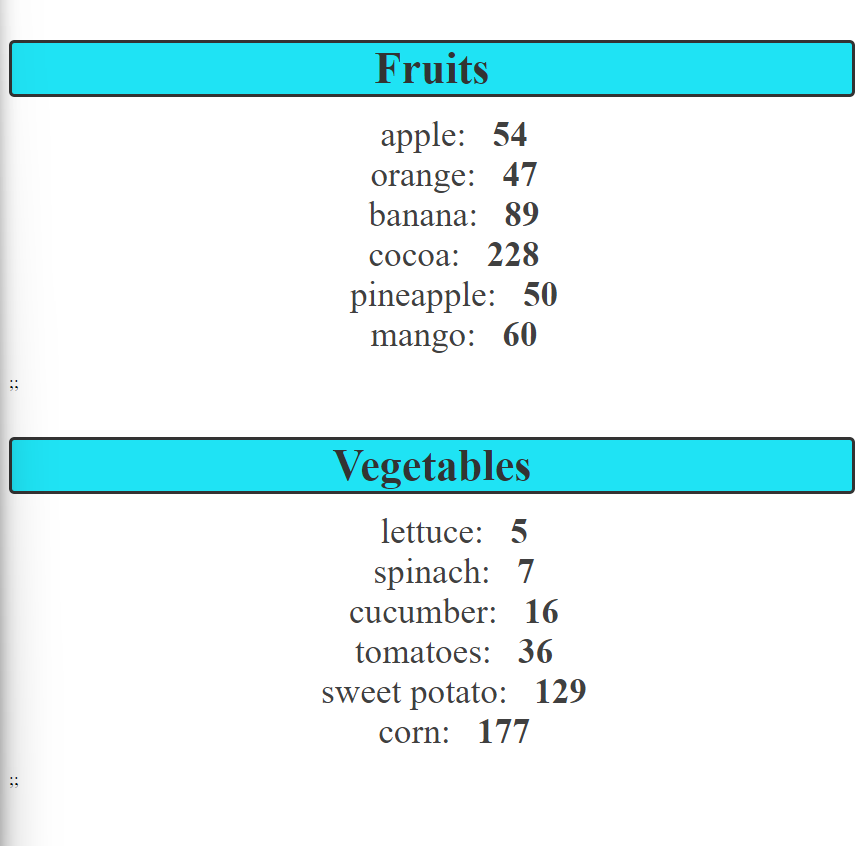 Fruits
apple: 54
orange: 47
banana: 89
cocoa: 228
pineapple: 50
mango: 60
;;
Vegetables
lettuce: 5
spinach: 7
cucumber: 16
tomatoes: 36
sweet potato: 129
corn: 177
;;